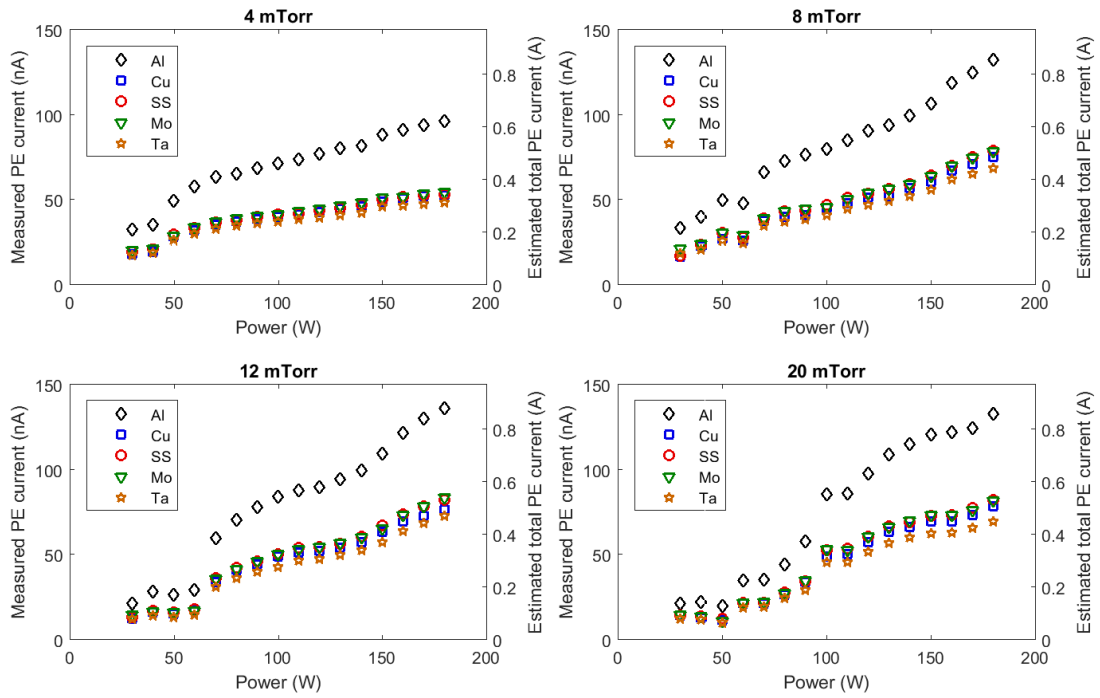 4 mTorr
Measured PE current (nA)
150
100
50
0
Al
Cu
SS
Mo
Ta
0.8
0.6
0.4
0.2
0
Estimated total PE current (A)
0 50 100 150 200
Power (W)
8 mTorr
Measured PE current (nA)
150
100
50
0
Al
Cu
SS
Mo
Ta
0.8
0.6
0.4
0.2
0
Estimated total PE current (A)
0 50 100 150 200
Power (W)
12 mTorr
Measured PE current (nA)
150
100
50
0
Al
Cu
SS
Mo
Ta
0.8
0.6
0.4
0.2
0
Estimated total PE current (A)
0 50 100 150 200
Power (W)
20 mTorr
Measured PE current (nA)
150
100
50
0
Al
Cu
SS
Mo
Ta
0.8
0.6
0.4
0.2
0
Estimated total PE current (A)
0 50 100 150 200
Power (W)